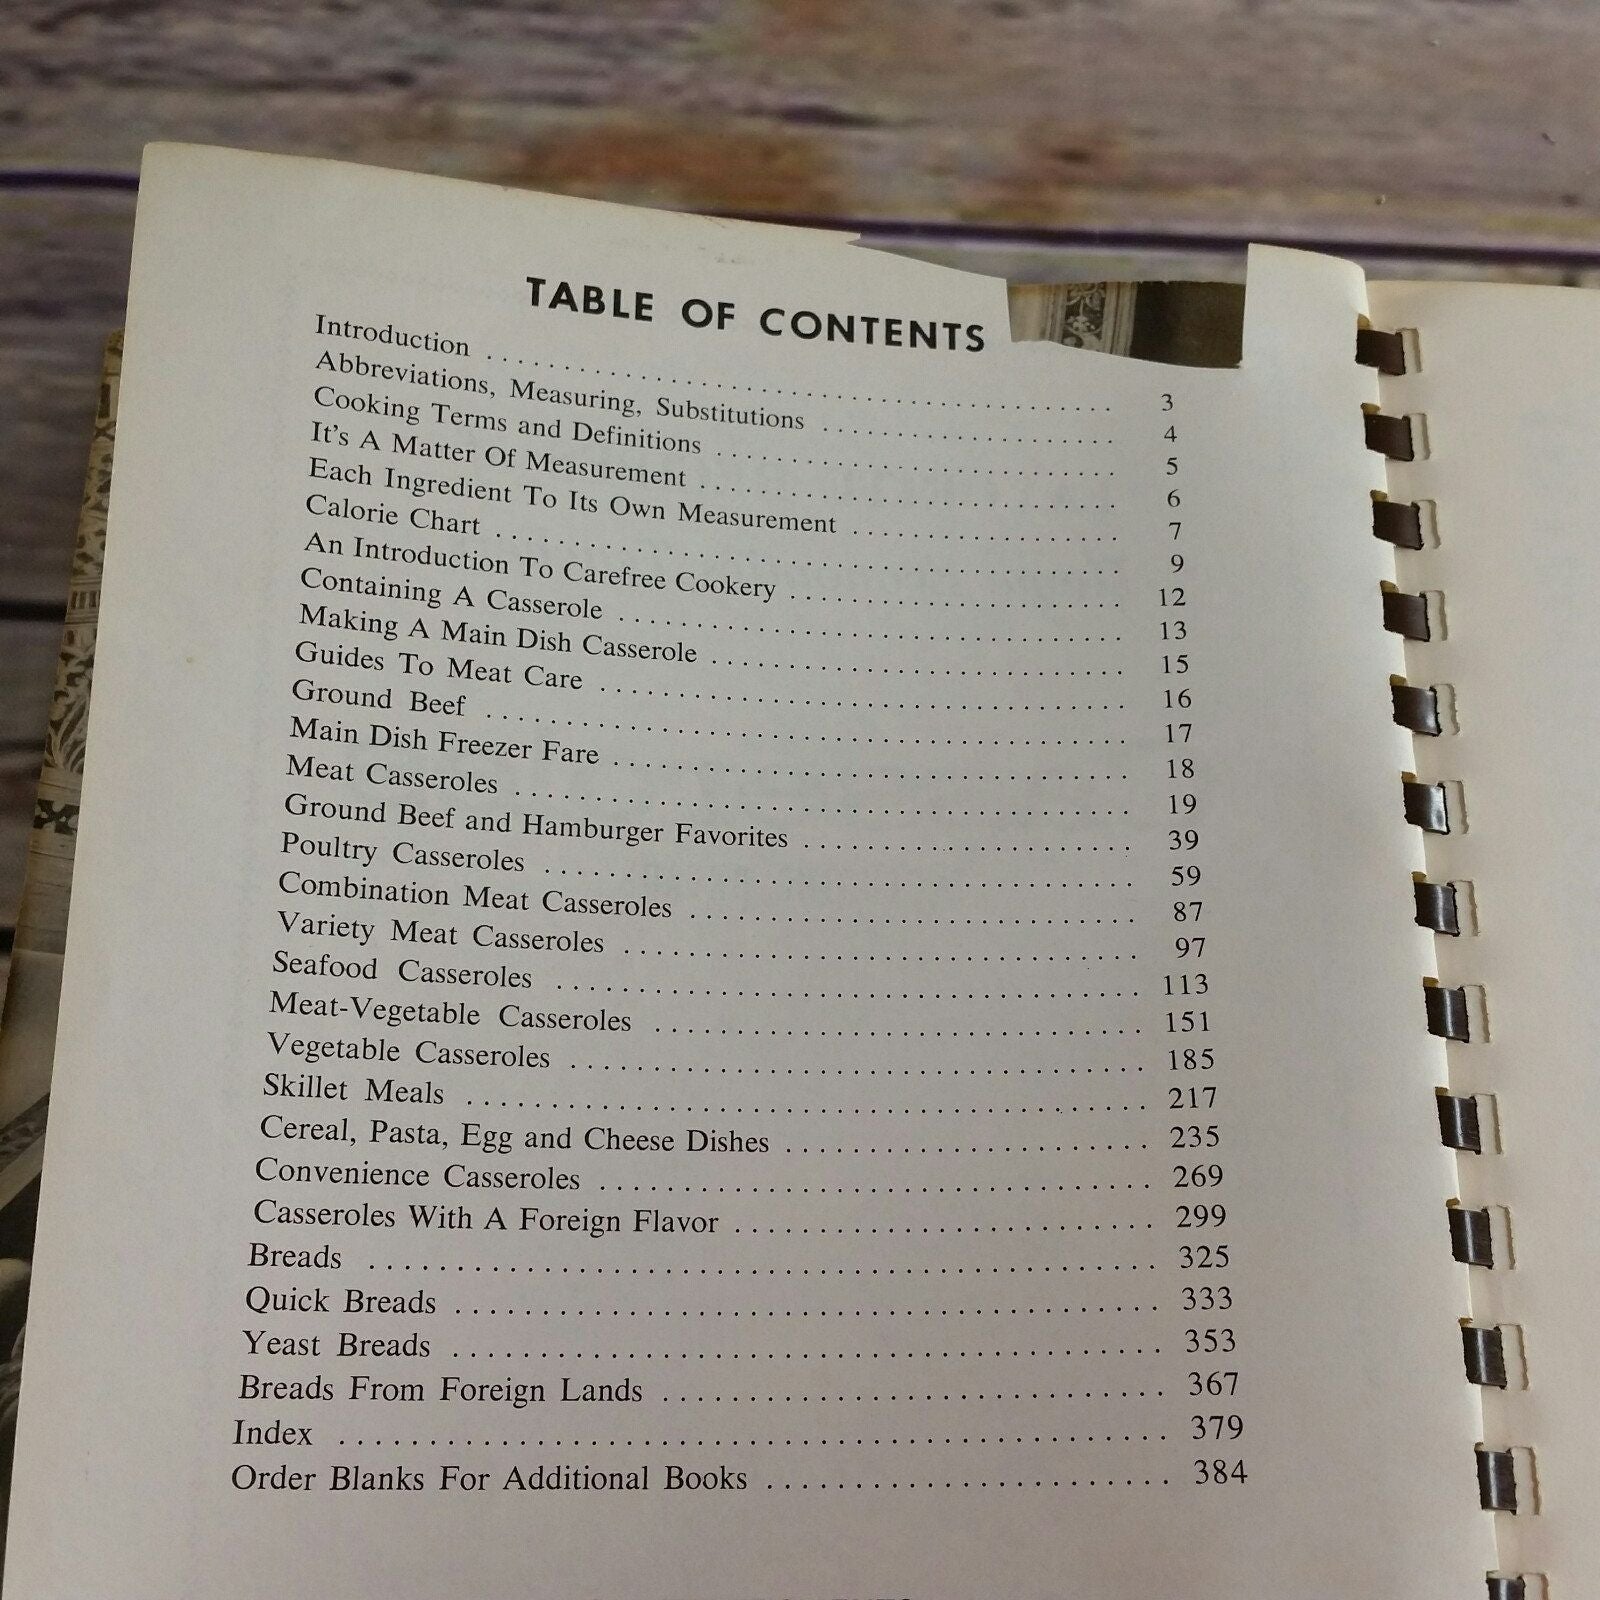 TABLE OF CONTENTS
Introduction . . . . . . . . . . . . . . . . . . . . 3
Abbreviations, Measuring, Substitutions . . . . . . . . . . . . . . . . . . . . 4
Cooking Terms and Definitions . . . . . . . . . . . . . . . . . . . . 5
It's A Matter Of Measurement . . . . . . . . . . . . . . . . . . . . 6
Each Ingredient To Its Own Measurement . . . . . . . . . . . . . . . . . . . . 7
Calorie Chart . . . . . . . . . . . . . . . . . . . . 9
An Introduction To Carefree Cookery . . . . . . . . . . . . . . . . . . . . 12
Containing A Casserole . . . . . . . . . . . . . . . . . . . . 13
Making A Main Dish Casserole . . . . . . . . . . . . . . . . . . . . 15
Guides To Meat Care . . . . . . . . . . . . . . . . . . . . 16
Ground Beef . . . . . . . . . . . . . . . . . . . . 17
Main Dish Freezer Fare . . . . . . . . . . . . . . . . . . . . 18
Meat Casseroles . . . . . . . . . . . . . . . . . . . . 19
Ground Beef and Hamburger Favorites . . . . . . . . . . . . . . . . . . . . 39
Poultry Casseroles . . . . . . . . . . . . . . . . . . . . 59
Combination Meat Casseroles . . . . . . . . . . . . . . . . . . . . 87
Variety Meat Casseroles . . . . . . . . . . . . . . . . . . . . 97
Seafood Casseroles . . . . . . . . . . . . . . . . . . . . 113
Meat-Vegetable Casseroles . . . . . . . . . . . . . . . . . . . . 151
Vegetable Casseroles . . . . . . . . . . . . . . . . . . . . 185
Skillet Meals . . . . . . . . . . . . . . . . . . . . 217
Cereal, Pasta, Egg and Cheese Dishes . . . . . . . . . . . . . . . . . . . . 235
Convenience Casseroles . . . . . . . . . . . . . . . . . . . . 269
Casseroles With A Foreign Flavor . . . . . . . . . . . . . . . . . . . . 299
Breads . . . . . . . . . . . . . . . . . . . . 325
Quick Breads . . . . . . . . . . . . . . . . . . . . 333
Yeast Breads . . . . . . . . . . . . . . . . . . . . 353
Breads From Foreign Lands . . . . . . . . . . . . . . . . . . . . 367
Index . . . . . . . . . . . . . . . . . . . . 379
Order Blanks For Additional Books . . . . . . . . . . . . . . . . . . . . 384